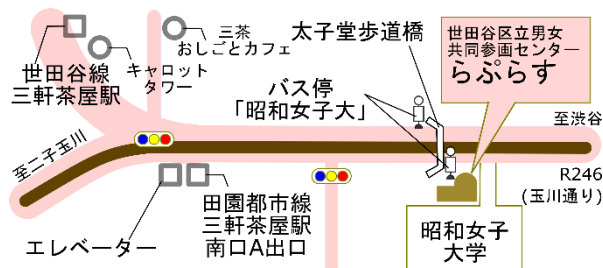 世田谷線
三軒茶屋駅
キャロット
タワー
三茶
おしごとカフェ
太子堂歩道橋
世田谷区立男女
共同参画センター
らぷらす
バス停
「昭和女子大」
至渋谷
至二子玉川
R246
(玉川通り)
エレベーター
田園都市線
三軒茶屋駅
南口A出口
昭和女子
大学